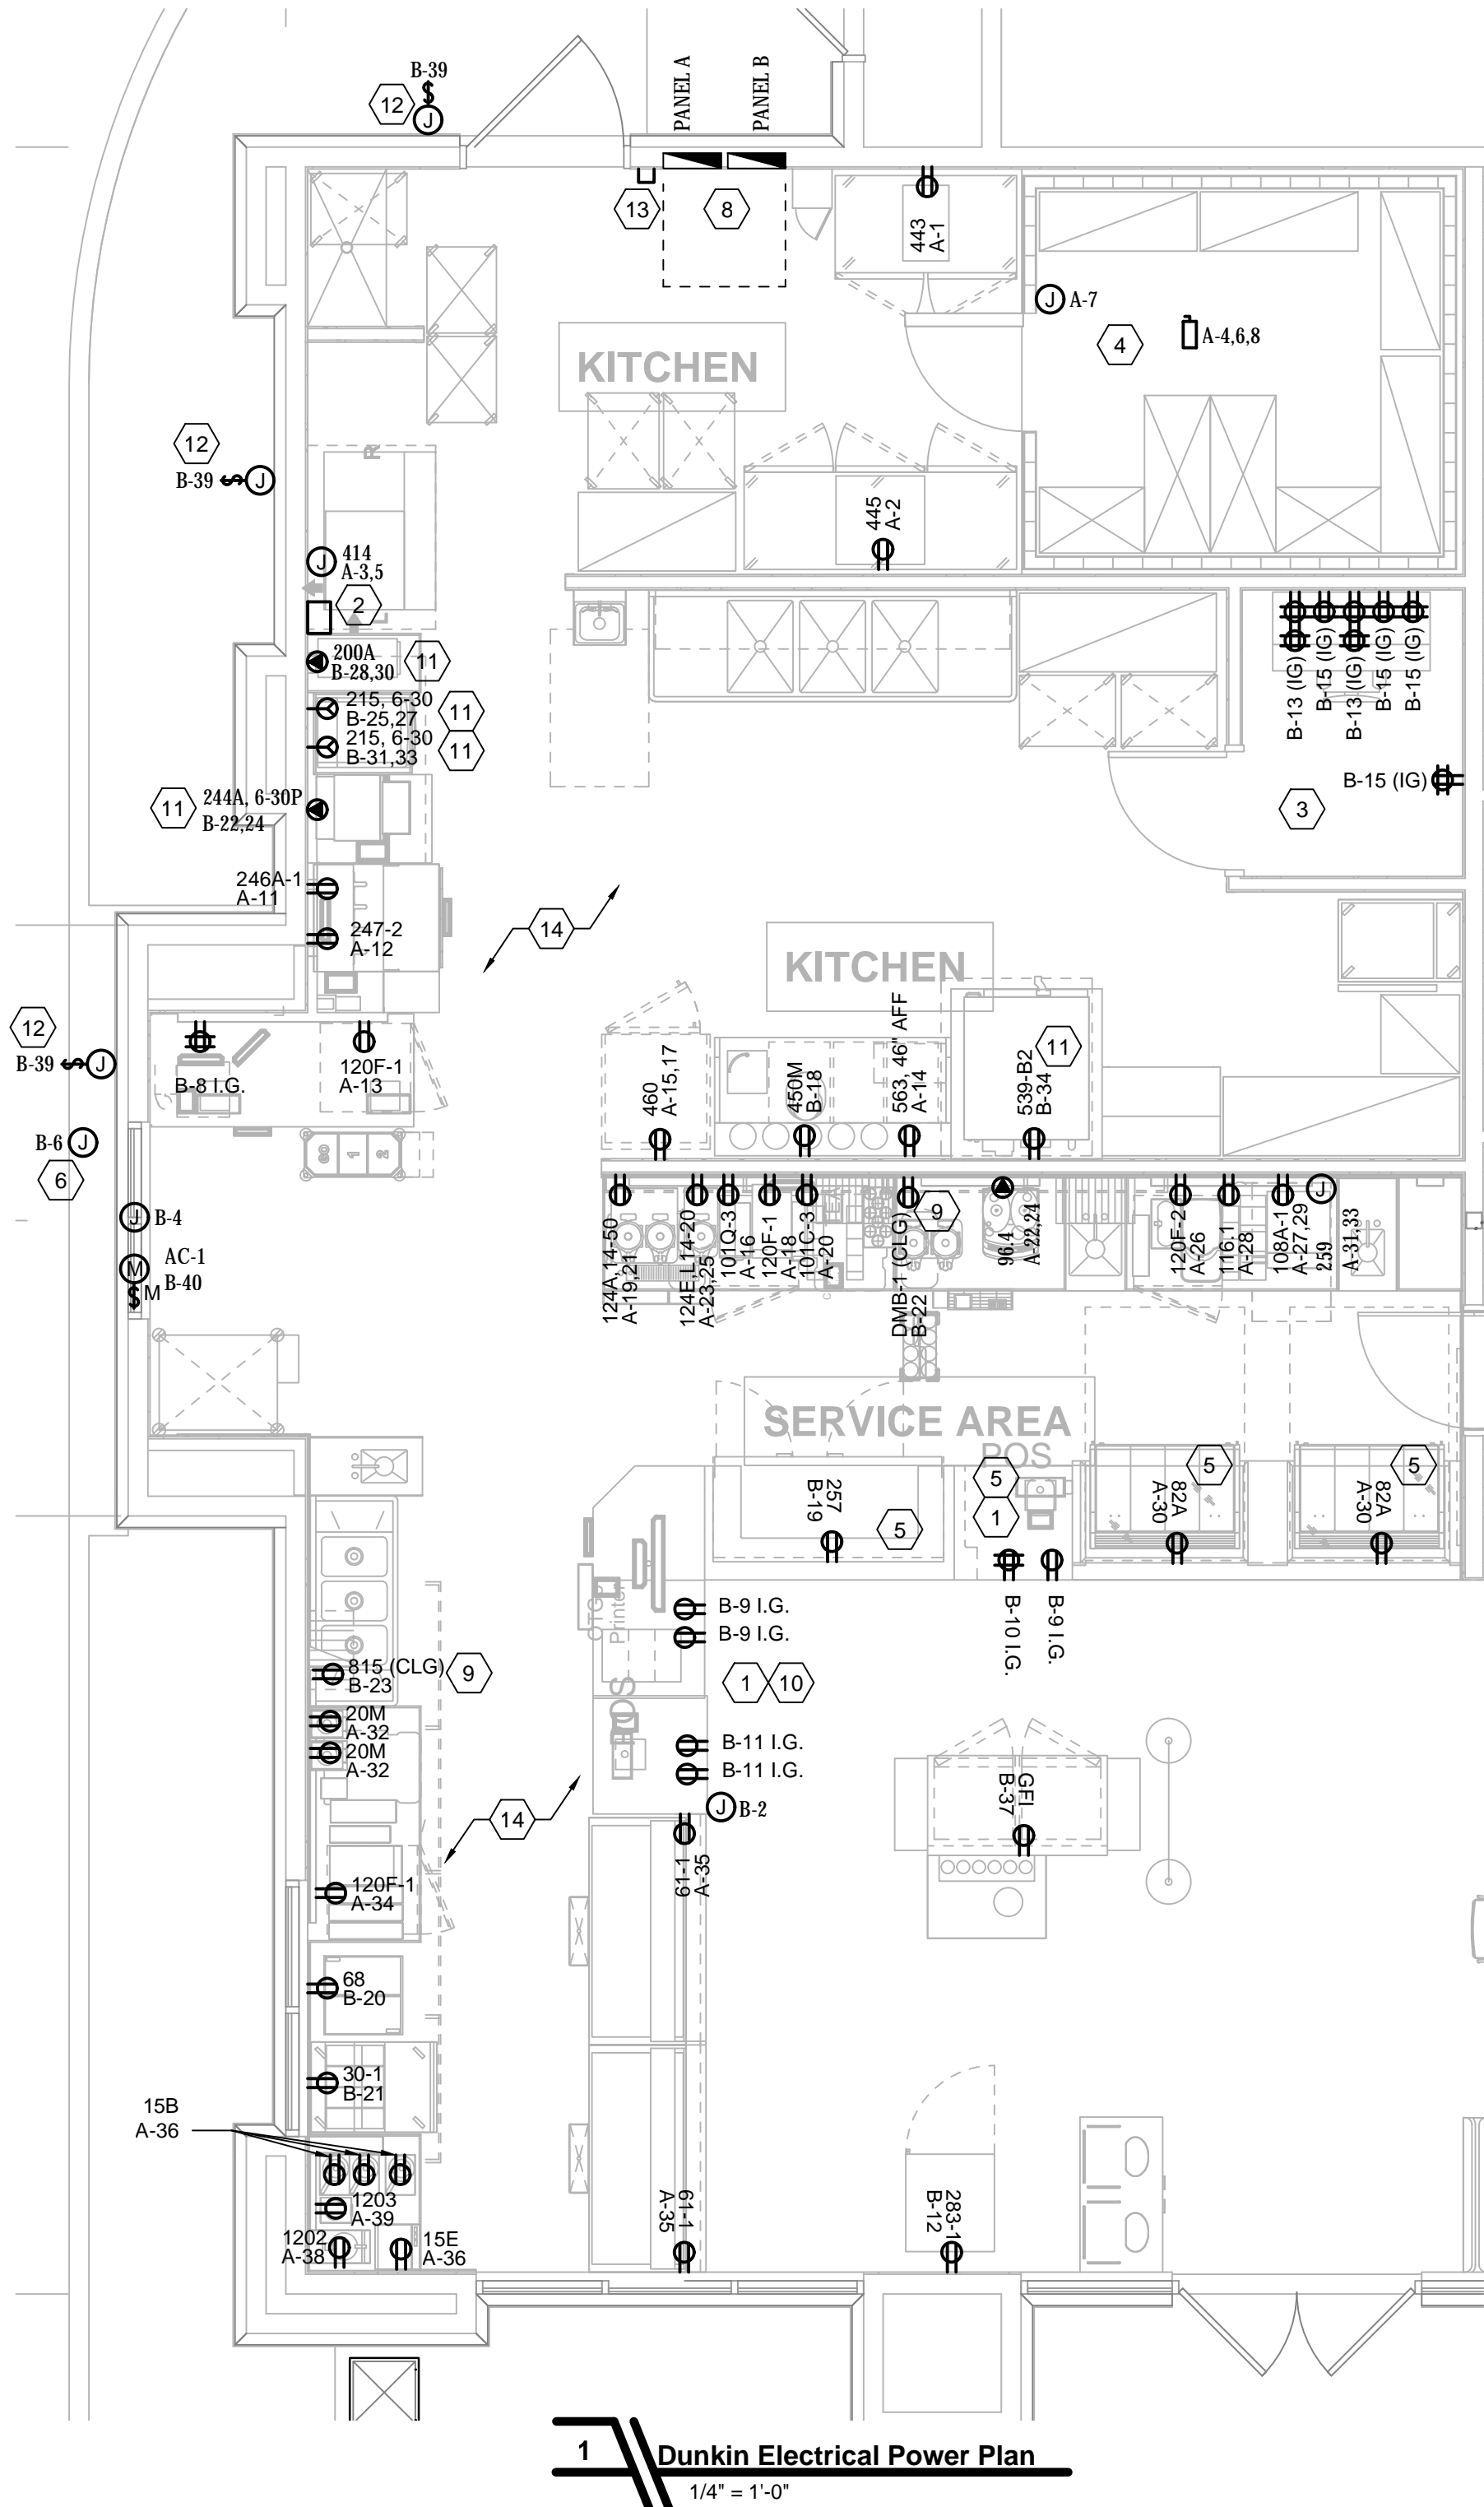 B-39
12
J
PANEL A
PANEL B
13
8
443
A-1
J A-7
4
A-4,6,8
KITCHEN
12
B-39 J
R
445
A-2
J 414
A-3,5
2
L
200A
B-28,30
11
215, 6-30
B-25,27
11
215, 6-30
B-31,33
11
B-13 (IG)
B-15 (IG)
B-13 (IG)
B-15 (IG)
B-15 (IG)
B-15 (IG)
3
11
244A, 6-30P
B-22,24
246A-1
A-11
247-2
A-12
14
KITCHEN
12
B-39 J
B-8 I.G.
120F-1
A-13
460
A-15,17
450M
B-18
563, 46" AFF
A-14
539-B2
B-34
11
80
1
2
B-6 J
6
J B-4
M
AC-1
B-40
M
124A,14-50
A-19,21
124E,L14-20
A-23,25
101Q-3
A-16
120F-1
A-18
101C-3
A-20
DMB-1 (CLG)
B-22
9
96.4
A-22,24
120F-2
A-26
116.1
A-28
108A-1
A-27,29
J
259
A-31,33
SERVICE AREA
POS
257
B-19
5
5
1
82A
A-30
5
82A
A-30
5
B-10 I.G.
B-9 I.G.
OTG
Printer
B-9 I.G.
B-9 I.G.
1
10
815 (CLG)
B-23
9
20M
A-32
20M
A-32
B-11 I.G.
B-11 I.G.
J B-2
GFI
B-37
14
61-1
A-35
120F-1
A-34
68
B-20
30-1
B-21
15B
A-36
1203
A-39
1202
A-38
15E
A-36
61-1
A-35
283-1
B-12
1
Dunkin Electrical Power Plan
1/4" = 1'-0"